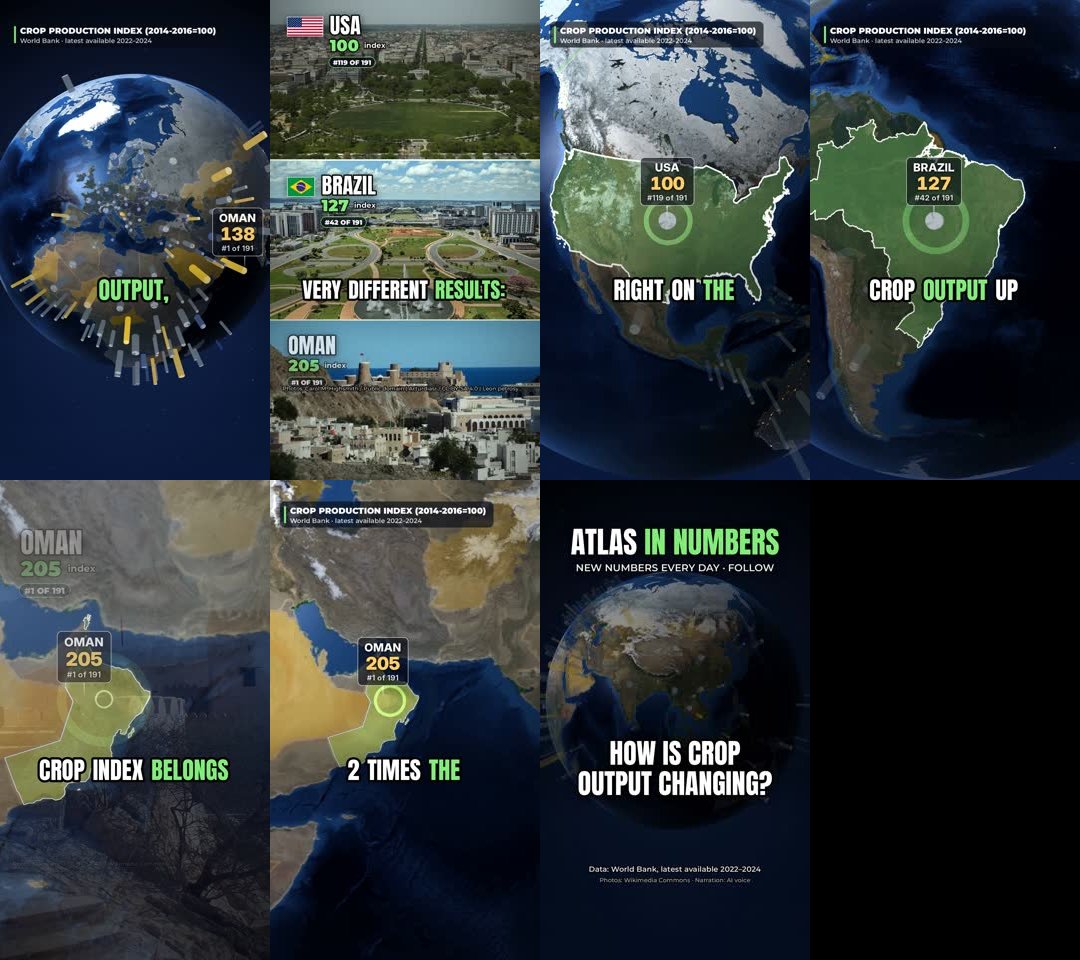 CROP PRODUCTION INDEX (2014-2016=100)
World Bank · latest available 2022-2024
OMAN
138
#1 of 191
OUTPUT,
USA
100 index
#119 OF 191
BRAZIL
127 index
#42 OF 191
VERY DIFFERENT RESULTS:
OMAN
205 index
#1 OF 191
CROP PRODUCTION INDEX (2014-2016=100)
World Bank · latest available 2022-2024
USA
100
#119 of 191
RIGHT ON THE
CROP PRODUCTION INDEX (2014-2016=100)
World Bank · latest available 2022-2024
BRAZIL
127
#42 of 191
CROP OUTPUT UP
OMAN
205 index
#1 OF 191
OMAN
205
#1 of 191
CROP INDEX BELONGS
CROP PRODUCTION INDEX (2014-2016=100)
World Bank · latest available 2022-2024
OMAN
205
#1 of 191
2 TIMES THE
ATLAS IN NUMBERS
NEW NUMBERS EVERY DAY · FOLLOW
HOW IS CROP
OUTPUT CHANGING?
Data: World Bank, latest available 2022-2024
Photos: Wikimedia Commons · Narration: AI voice